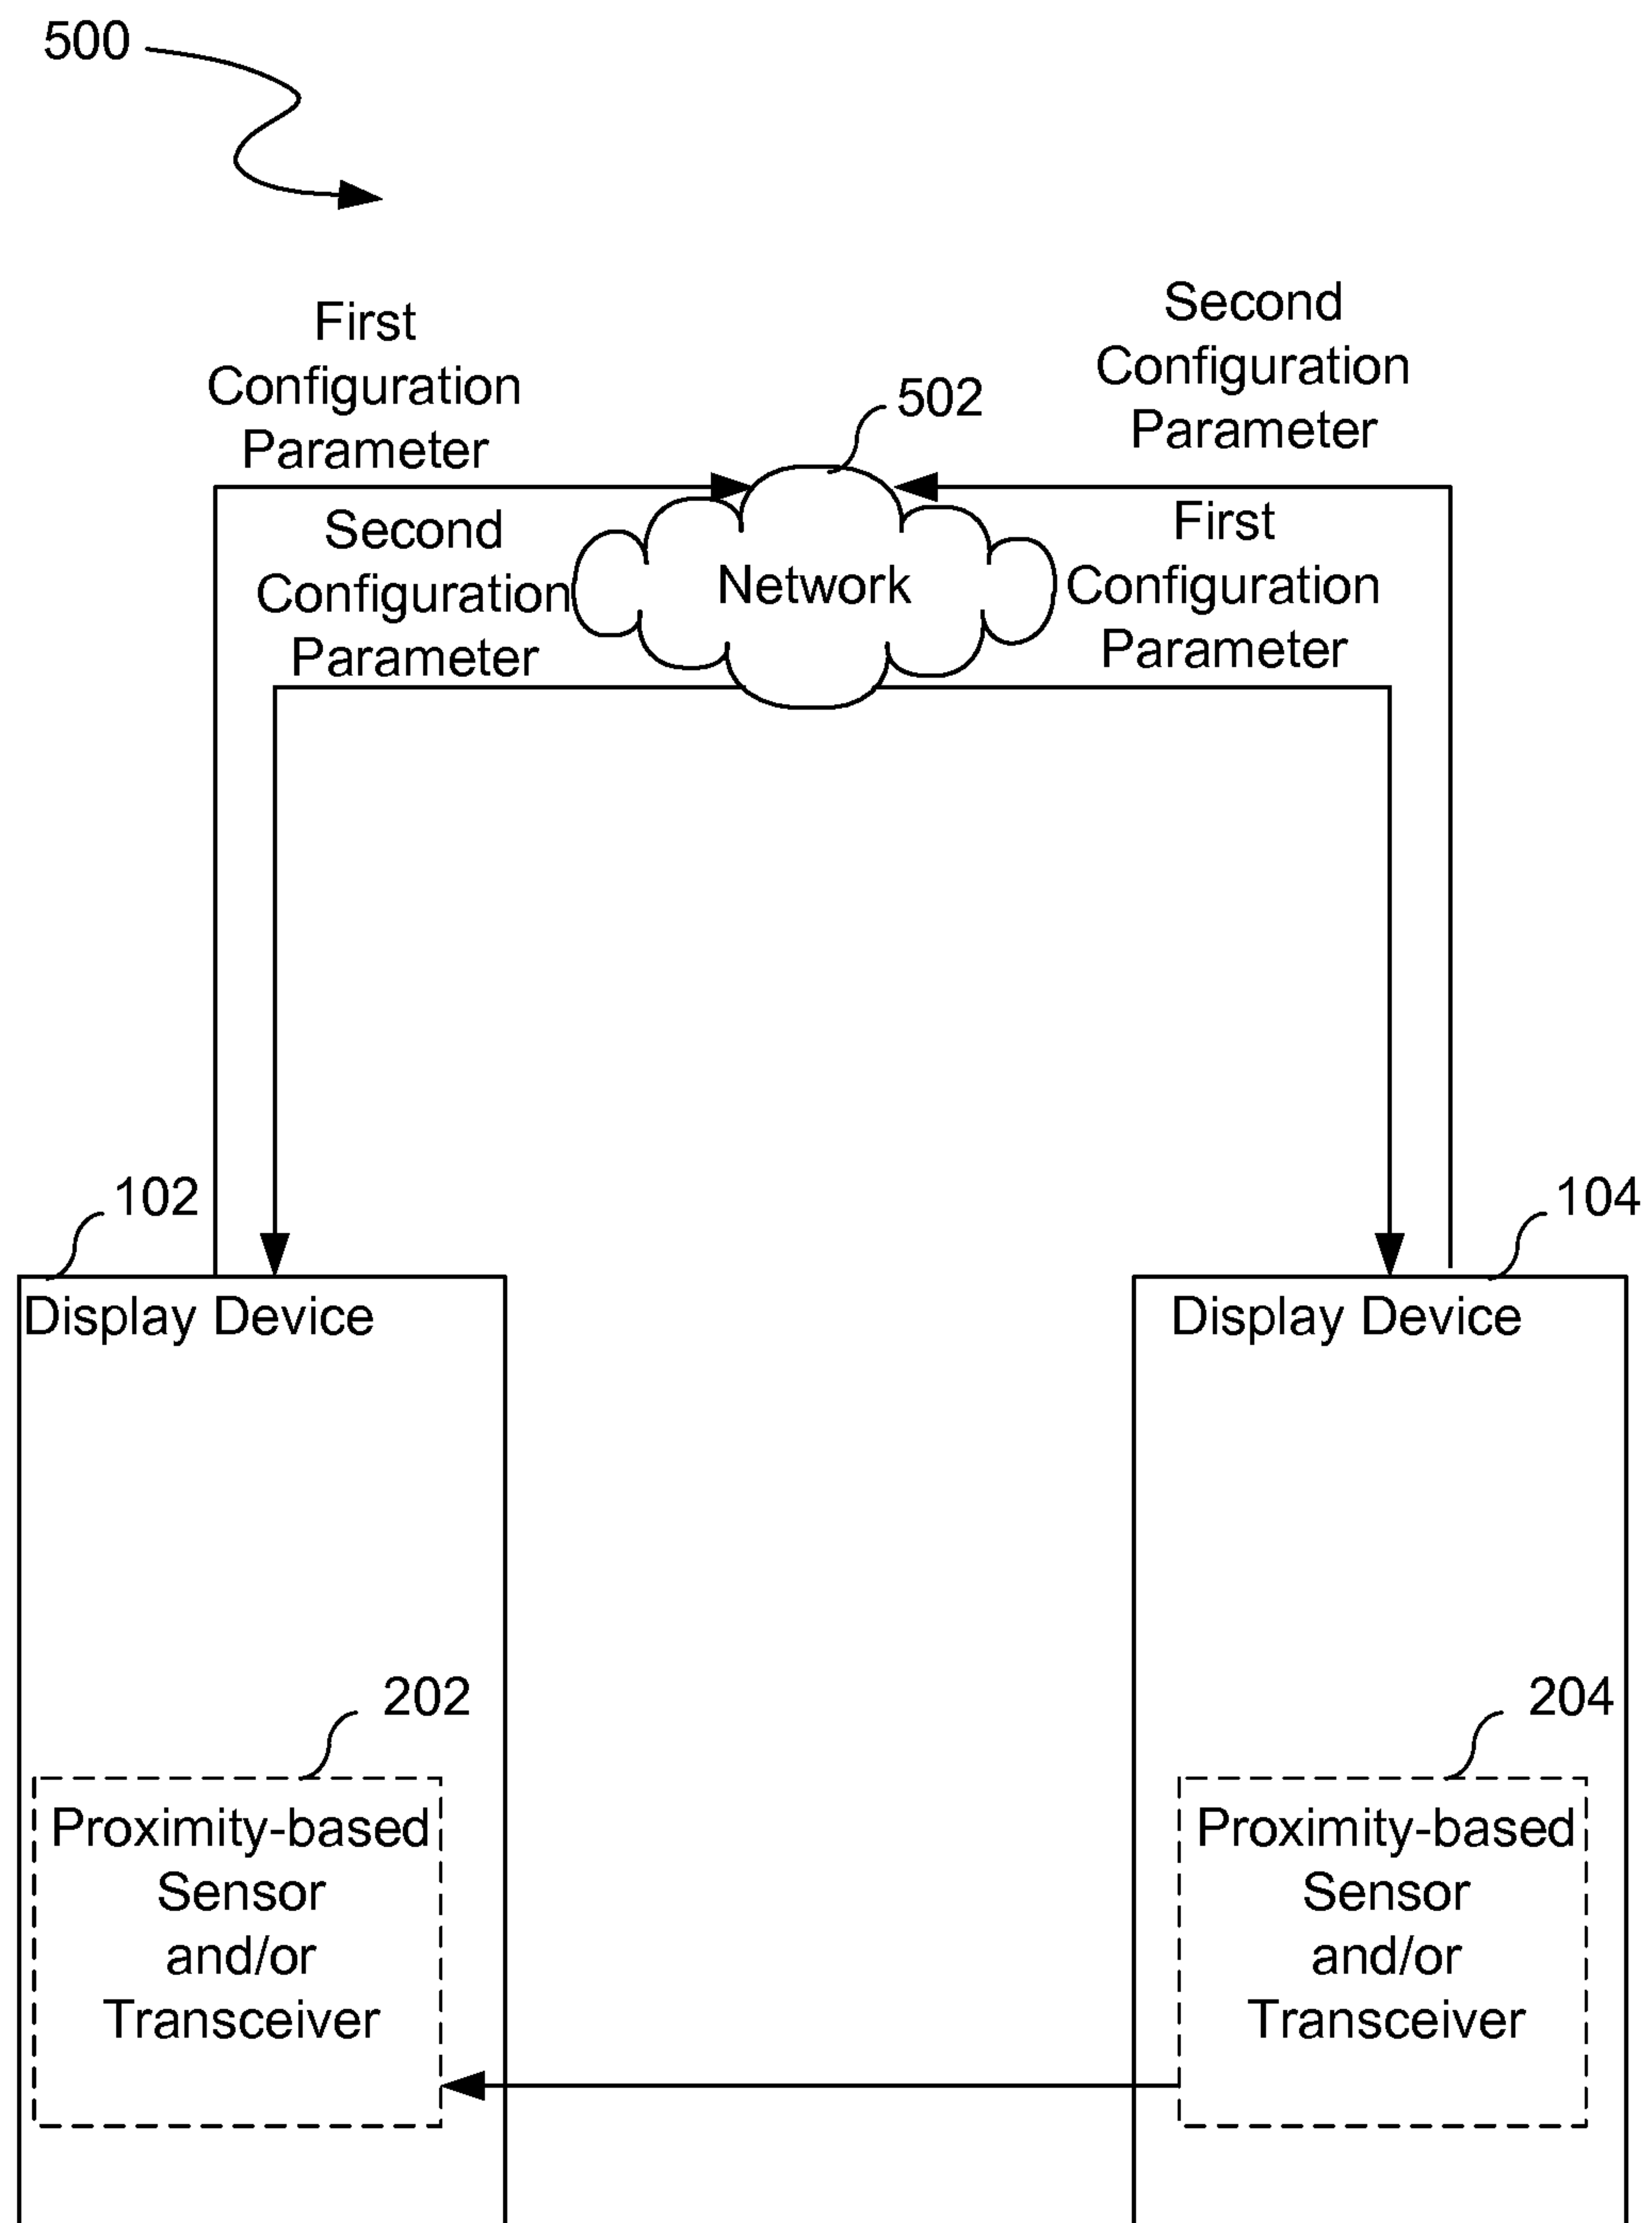 500
First
Configuration
Parameter
502
Second
Configuration
Parameter
Second
Configuration
Parameter
Network
First
Configuration
Parameter
102
104
Display Device
Display Device
202
204
Proximity-based
Sensor
and/or
Transceiver
Proximity-based
Sensor
and/or
Transceiver